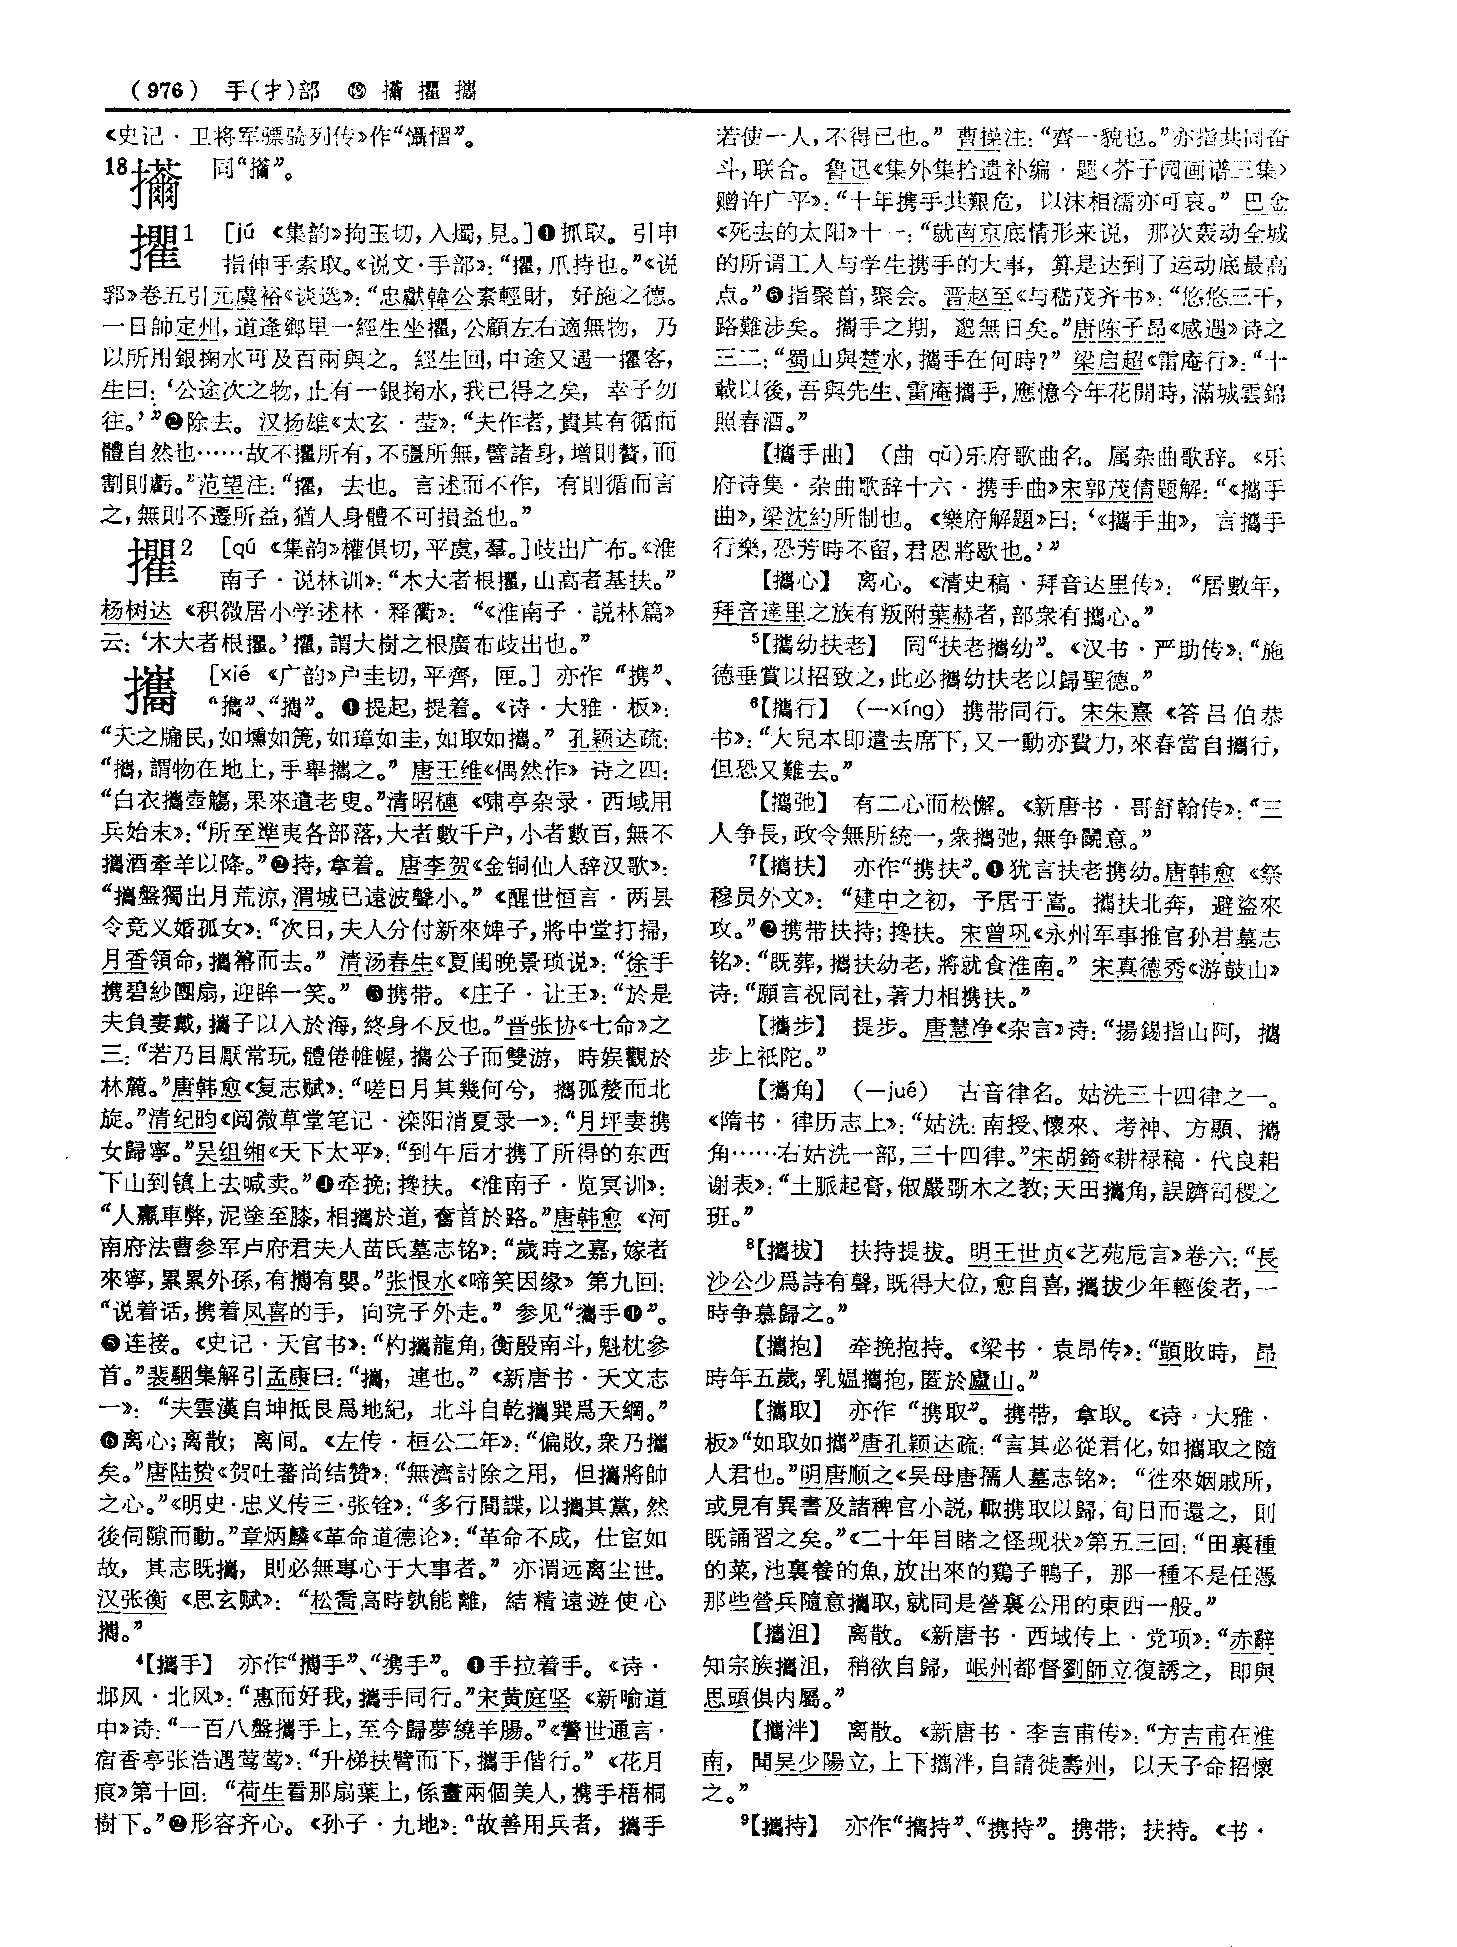 (976) 手(扌)部 ⑱ 攇 擢 攜
《史记·卫将军骠骑列传》作“懾慴”。
同“㩶”。
1 [jú 《集韵》拘玉切,入燭,見。]❶抓取。引申
指伸手索取。《说文·手部》:“攫,爪持也。”《说
郛》卷五引元虞裕《谈选》:“忠獻韓公素輕財,好施之德。
一日帥定州,道逢鄉里一經生坐攫,公顧左右適無物,乃
以所用銀掬水可及百兩與之。經生回,中途又遇一攫客,
生曰:‘公途次之物,止有一銀掬水,我已得之矣,幸子勿
往。’”❷除去。汉扬雄《太玄·莹》:“夫作者,貴其有循而
體自然也……故不攫所有,不彊所無,譬諸身,增則贅,而
割則虧。”范望注:“攫,去也。言述而不作,有則循而言
之,無則不遷所益,猶人身體不可損益也。”
2 [qú 《集韵》權俱切,平虞,羣。]歧出广布。《淮
南子·说林训》:“木大者根攫,山高者基扶。”
杨树达《积微居小学述林·释衢》:“《淮南子·説林篇》
云:‘木大者根攫。’攫,謂大樹之根廣布歧出也。”
攜 [xié 《广韵》户圭切,平齊,匣。]亦作“携”、
“擕”、“㩗”。❶提起,提着。《诗·大雅·板》:
“天之牖民,如壎如篪,如璋如圭,如取如攜。”孔颖达疏:
“攜,謂物在地上,手舉攜之。”唐王维《偶然作》诗之四:
“白衣攜壺觴,果來遺老叟。”清昭槤《啸亭杂录·西域用
兵始末》:“所至準夷各部落,大者數千户,小者數百,無不
攜酒牽羊以降。”❷持,拿着。唐李贺《金铜仙人辞汉歌》:
“攜盤獨出月荒涼,渭城已遠波聲小。”《醒世恒言·两县
令竞义婚孤女》:“次日,夫人分付新來婢子,將中堂打掃,
月香領命,攜箒而去。”清汤春生《夏闺晚景琐说》:“徐手
携碧紗團扇,迎眸一笑。”❸携带。《庄子·让王》:“於是
夫負妻戴,攜子以入於海,終身不反也。”晋张协《七命》之
三:“若乃目厭常玩,體倦帷幄,攜公子而雙游,時娱觀於
林麓。”唐韩愈《复志赋》:“嗟日月其幾何兮,攜孤嫠而北
旋。”清纪昀《阅微草堂笔记·滦阳消夏录一》:“月坪妻携
女歸寧。”吴组缃《天下太平》:“到午后才携了所得的东西
下山到镇上去喊卖。”❹牵挽;搀扶。《淮南子·览冥训》:
“人羸車弊,泥塗至膝,相攜於道,奮首於路。”唐韩愈《河
南府法曹参军卢府君夫人苗氏墓志铭》:“歲時之嘉,嫁者
來寧,累累外孫,有攜有嬰。”张恨水《啼笑因缘》第九回:
“说着话,携着凤喜的手,向院子外走。”参见“攜手❶”。
❺连接。《史记·天官书》:“杓攜龍角,衡殷南斗,魁枕參
首。”裴駰集解引孟康曰:“攜,連也。”《新唐书·天文志
一》:“夫雲漢自坤抵艮爲地紀,北斗自乾攜巽爲天綱。”
❻离心;离散;离间。《左传·桓公二年》:“偏敗,衆乃攜
矣。”唐陆贽《贺吐蕃尚结赞》:“無濟討除之用,但攜將帥
之心。”《明史·忠义传三·张铨》:“多行間諜,以攜其黨,然
後伺隙而動。”章炳麟《革命道德论》:“革命不成,仕宦如
故,其志既攜,則必無專心于大事者。”亦谓远离尘世。
汉张衡《思玄赋》:“松喬高時孰能離,結精遠遊使心
攜。”
4【攜手】 亦作“擕手”、“携手”。❶手拉着手。《诗·
邶风·北风》:“惠而好我,攜手同行。”宋黄庭坚《新喻道
中》诗:“一百八盤攜手上,至今歸夢繞羊腸。”《警世通言·
宿香亭张浩遇莺莺》:“升梯扶臂而下,攜手偕行。”《花月
痕》第十回:“荷生看那扇葉上,係畫兩個美人,携手梧桐
樹下。”❷形容齐心。《孙子·九地》:“故善用兵者,攜手
若使一人,不得已也。”曹操注:“齊一貌也。”亦指共同奋
斗,联合。鲁迅《集外集拾遗补编·题〈芥子园画谱三集〉
赠许广平》:“十年携手共艱危,以沫相濡亦可哀。”巴金
《死去的太阳》十一:“就南京底情形来说,那次轰动全城
的所谓工人与学生携手的大事,算是达到了运动底最高
点。”❸指聚首,聚会。晋赵至《与嵇茂齐书》:“悠悠三千,
路難涉矣。攜手之期,邈無日矣。”唐陈子昂《感遇》诗之
三二:“蜀山與楚水,攜手在何時?”梁启超《雷庵行》:“十
載以後,吾與先生、雷庵攜手,應憶今年花開時,滿城雲錦
照春酒。”
【攜手曲】 (曲 qǔ)乐府歌曲名。属杂曲歌辞。《乐
府诗集·杂曲歌辞十六·携手曲》宋郭茂倩题解:“《攜手
曲》,梁沈約所制也。《樂府解題》曰:‘《攜手曲》,言攜手
行樂,恐芳時不留,君恩將歇也。’”
【攜心】 离心。《清史稿·拜音达里传》:“居數年,
拜音達里之族有叛附葉赫者,部衆有攜心。”
5【攜幼扶老】 同“扶老攜幼”。《汉书·严助传》:“施
德垂賞以招致之,此必攜幼扶老以歸聖德。”
6【攜行】 (—xíng) 携带同行。宋朱熹《答吕伯恭
书》:“大兒本即遣去席下,又一動亦費力,來春當自攜行,
但恐又難去。”
【攜弛】 有二心而松懈。《新唐书·哥舒翰传》:“三
人争長,政令無所統一,衆攜弛,無争鬭意。”
7【攜扶】 亦作“携扶”。❶犹言扶老携幼。唐韩愈《祭
穆员外文》:“建中之初,予居于嵩。攜扶北奔,避盗來
攻。”❷携带扶持;搀扶。宋曾巩《永州军事推官孙君墓志
铭》:“既葬,攜扶幼老,將就食淮南。”宋真德秀《游鼓山》
诗:“願言祝同社,著力相携扶。”
【攜步】 提步。唐慧净《杂言》诗:“揚錫指山阿,攜
步上祇陀。”
【攜角】 (—jué) 古音律名。姑洗三十四律之一。
《隋书·律历志上》:“姑洗:南授、懷來、考神、方顯、攜
角……右姑洗一部,三十四律。”宋胡錡《耕禄稿·代良耜
谢表》:“土脈起膏,俶嚴斲木之教;天田攜角,誤躋司稷之
班。”
8【攜拔】 扶持提拔。明王世贞《艺苑卮言》卷六:“長
沙公少爲詩有聲,既得大位,愈自喜,攜拔少年輕俊者,一
時争慕歸之。”
【攜抱】 牵挽抱持。《梁书·袁昂传》:“顗敗時,昂
時年五歲,乳媪攜抱,匿於廬山。”
【攜取】 亦作“携取”。携带,拿取。《诗·大雅·
板》“如取如攜”唐孔颖达疏:“言其必從君化,如攜取之隨
人君也。”明唐顺之《吴母唐孺人墓志铭》:“往來姻戚所,
或見有異書及諸稗官小説,輒携取以歸,旬日而還之,則
既誦習之矣。”《二十年目睹之怪现状》第五三回:“田裏種
的菜,池裏養的魚,放出來的鷄子鴨子,那一種不是任憑
那些營兵隨意攜取,就同是營裏公用的東西一般。”
【攜沮】 离散。《新唐书·西域传上·党项》:“赤辭
知宗族攜沮,稍欲自歸,岷州都督劉師立復誘之,即與
思頭俱内屬。”
【攜泮】 离散。《新唐书·李吉甫传》:“方吉甫在淮
南,聞吴少陽立,上下攜泮,自請徙壽州,以天子命招懷
之。”
9【攜持】 亦作“擕持”、“携持”。携带;扶持。《书·